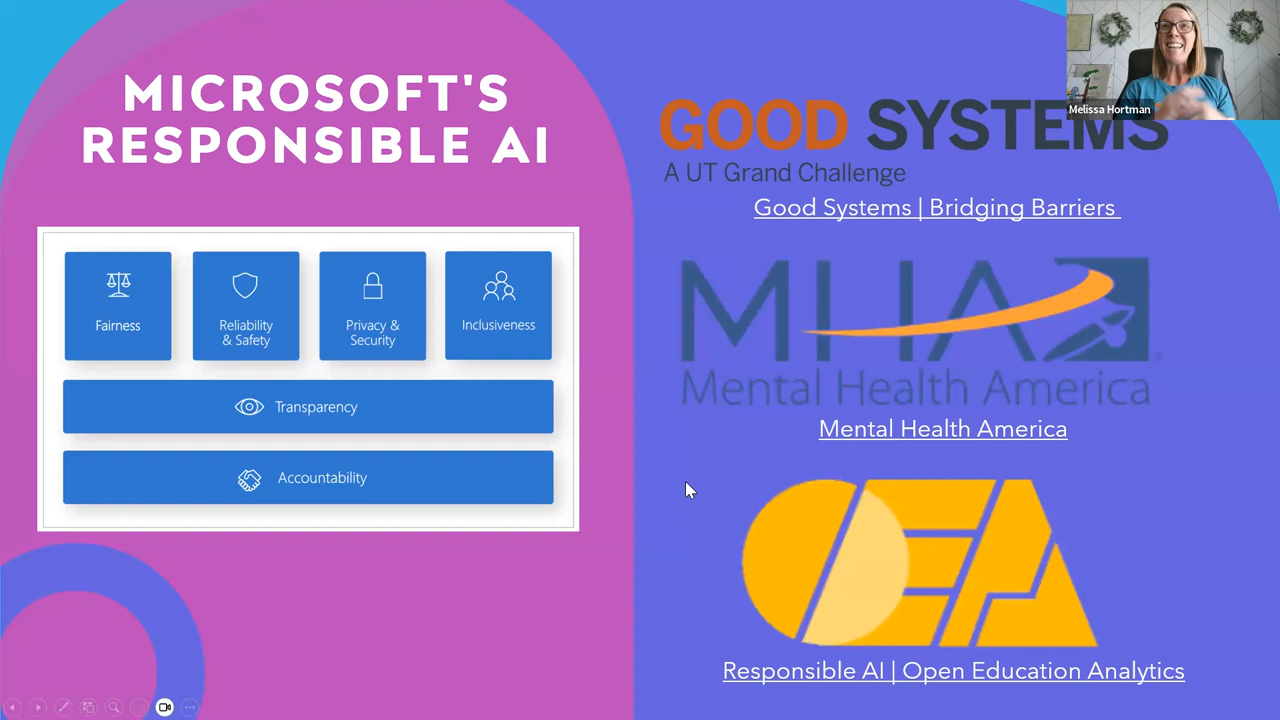 MICROSOFT'S
RESPONSIBLE AI
Fairness
Reliability
& Safety
Privacy &
Security
Inclusiveness
Transparency
Accountability
Melissa Hortman
GOOD SYSTEMS
A UT Grand Challenge
Good Systems | Bridging Barriers
MHA
Mental Health America
Mental Health America
OEA
Responsible AI | Open Education Analytics